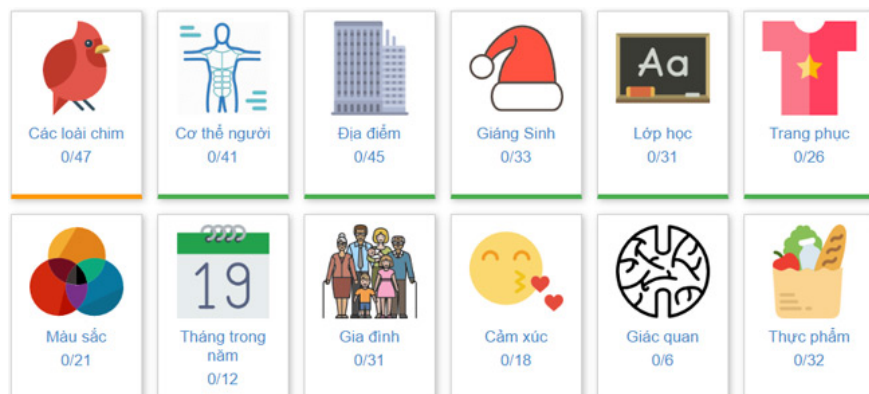 Aa
Các loài chim
0/47
Cơ thể người
0/41
Địa điểm
0/45
Giáng Sinh
0/33
Lớp học
0/31
Trang phục
0/26
19
Màu sắc
0/21
Tháng trong
năm
0/12
Gia đình
0/31
Cảm xúc
0/18
Giác quan
0/6
Thực phẩm
0/32